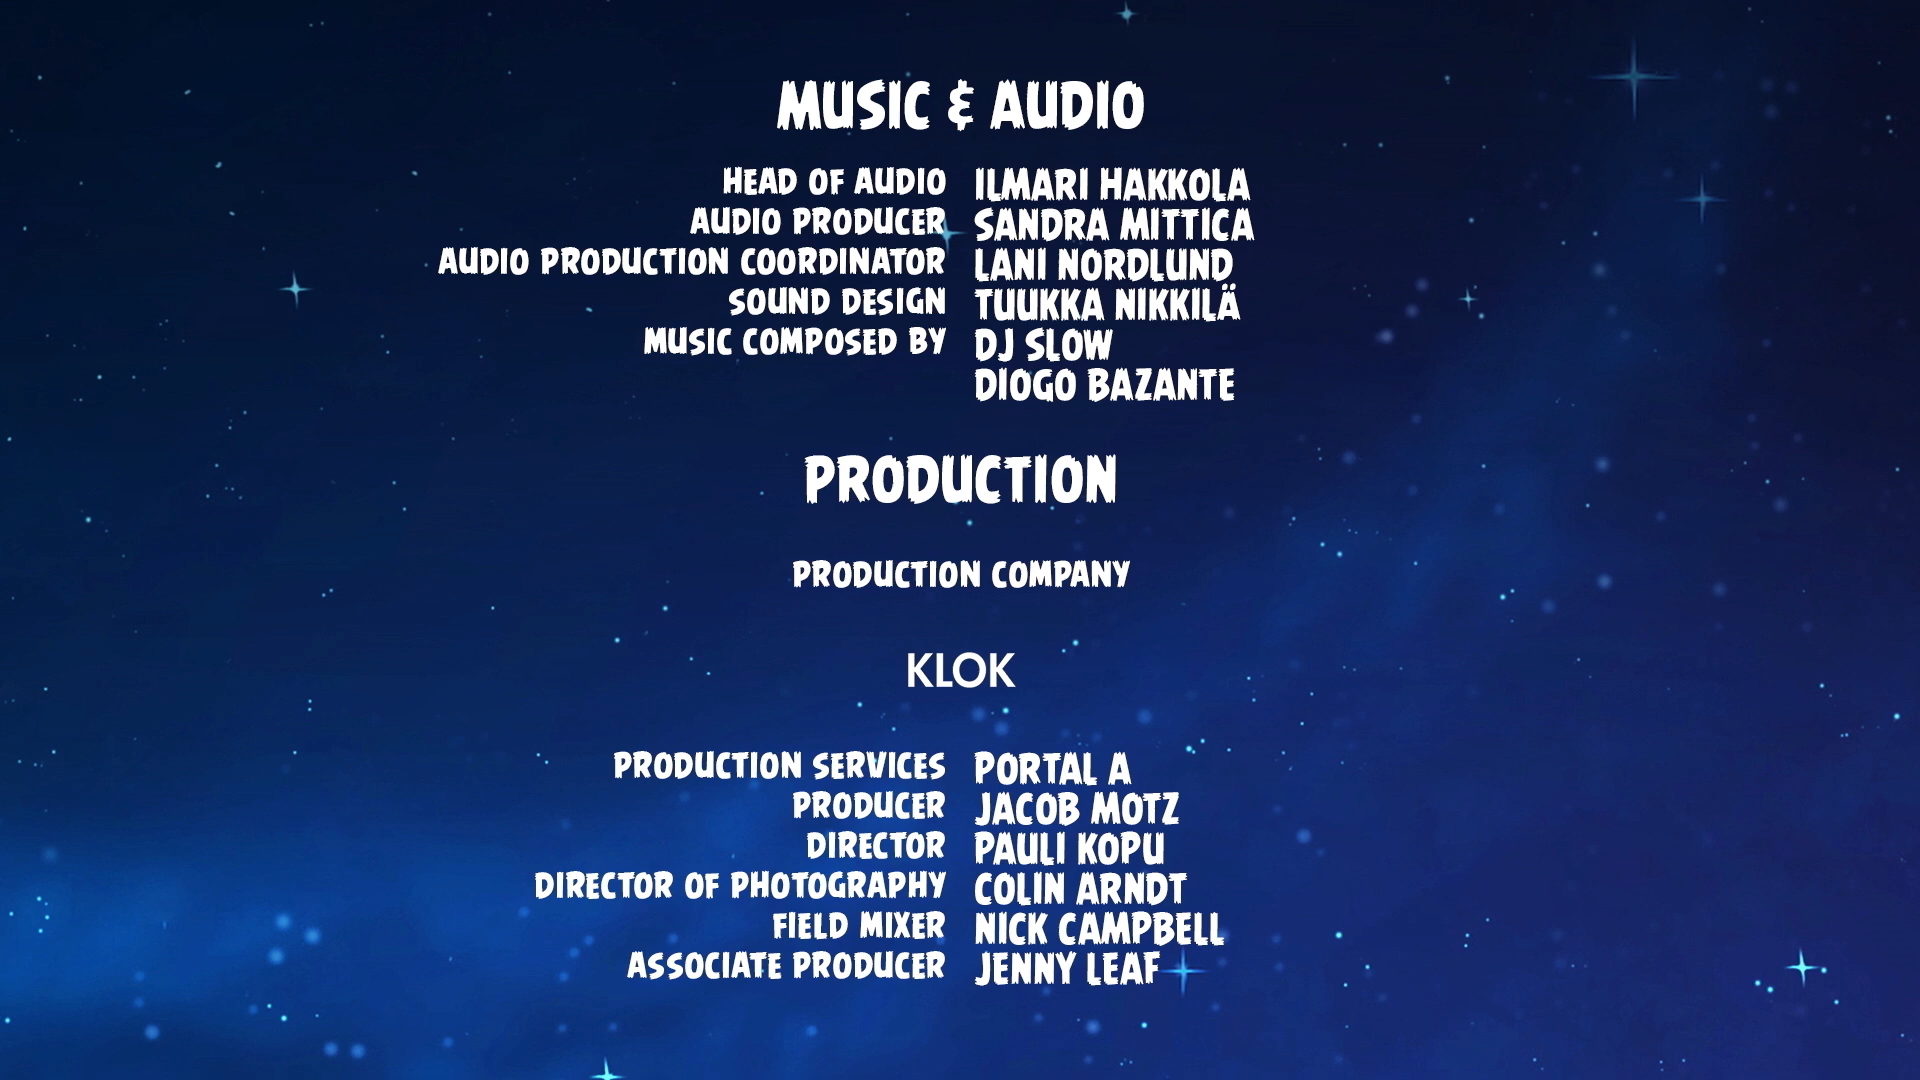 MUSIC & AUDIO
HEAD OF AUDIO ILMARI HAKKOLA
AUDIO PRODUCER SANDRA MITTICA
AUDIO PRODUCTION COORDINATOR LANI NORDLUND
SOUND DESIGN TUUKKA NIKKILÄ
MUSIC COMPOSED BY DJ SLOW
DIOGO BAZANTE
PRODUCTION
PRODUCTION COMPANY
KLOK
PRODUCTION SERVICES PORTAL A
PRODUCER JACOB MOTZ
DIRECTOR PAULI KOPU
DIRECTOR OF PHOTOGRAPHY COLIN ARNDT
FIELD MIXER NICK CAMPBELL
ASSOCIATE PRODUCER JENNY LEAF